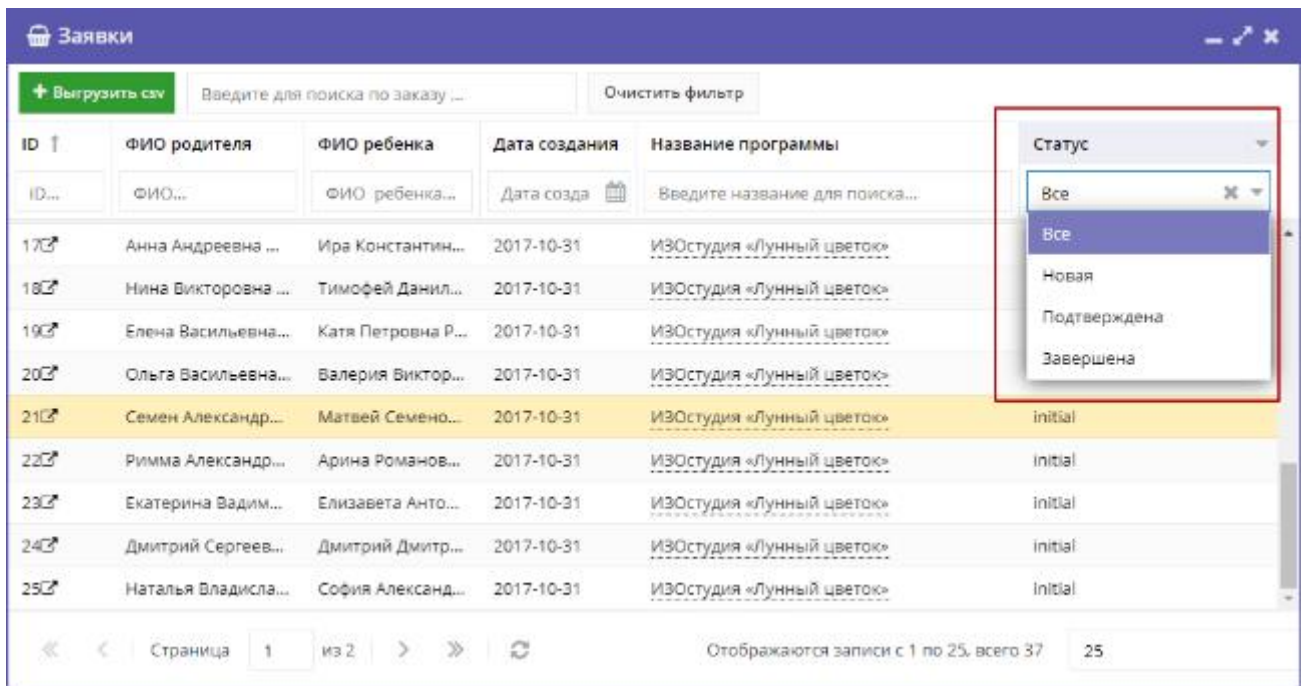 Заявки
+ Выгрузить csv Введите для поиска по заказу ... Очистить фильтр
ID ↑ ФИО родителя ФИО ребенка Дата создания Название программы Статус
ID... ФИО... ФИО ребенка... Дата созда Введите название для поиска... Все
Все
Новая
Подтверждена
Завершена
17 Анна Андреевна ... Ира Константин... 2017-10-31 ИЗОстудия «Лунный цветок»
18 Нина Викторовна ... Тимофей Данил... 2017-10-31 ИЗОстудия «Лунный цветок»
19 Елена Васильевна... Катя Петровна Р... 2017-10-31 ИЗОстудия «Лунный цветок»
20 Ольга Васильевна... Валерия Виктор... 2017-10-31 ИЗОстудия «Лунный цветок»
21 Семен Александр... Матвей Семено... 2017-10-31 ИЗОстудия «Лунный цветок» initial
22 Римма Александр... Арина Романов... 2017-10-31 ИЗОстудия «Лунный цветок» initial
23 Екатерина Вадим... Елизавета Анто... 2017-10-31 ИЗОстудия «Лунный цветок» initial
24 Дмитрий Сергеев... Дмитрий Дмитр... 2017-10-31 ИЗОстудия «Лунный цветок» initial
25 Наталья Владисла... София Александ... 2017-10-31 ИЗОстудия «Лунный цветок» initial
Страница 1 из 2 Отображаются записи с 1 по 25, всего 37 25